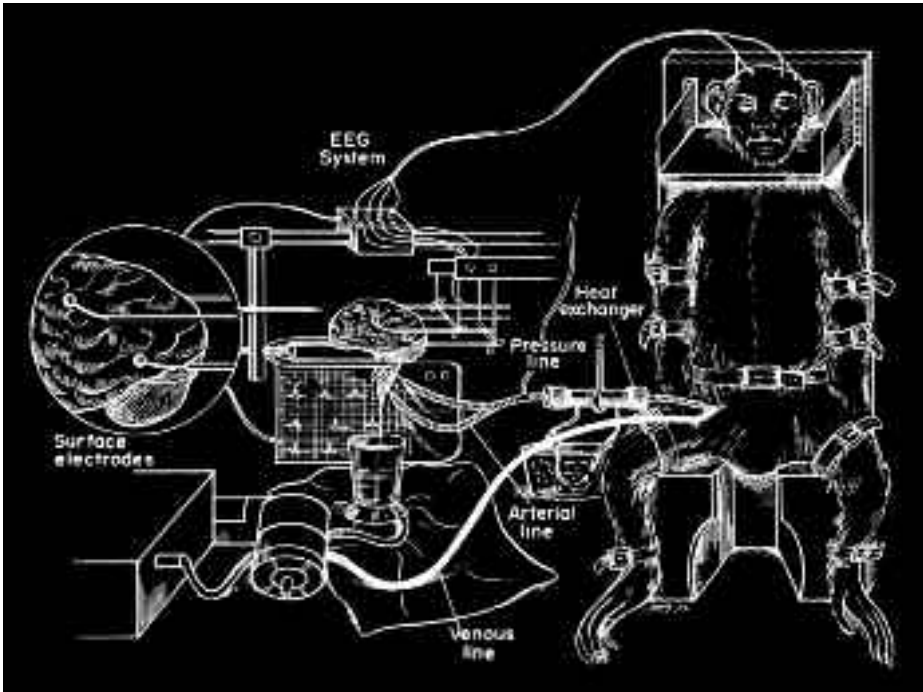 EEG
System
Heat
exchanger
Pressure
line
Surface
electrodes
Arterial
line
Venous
line